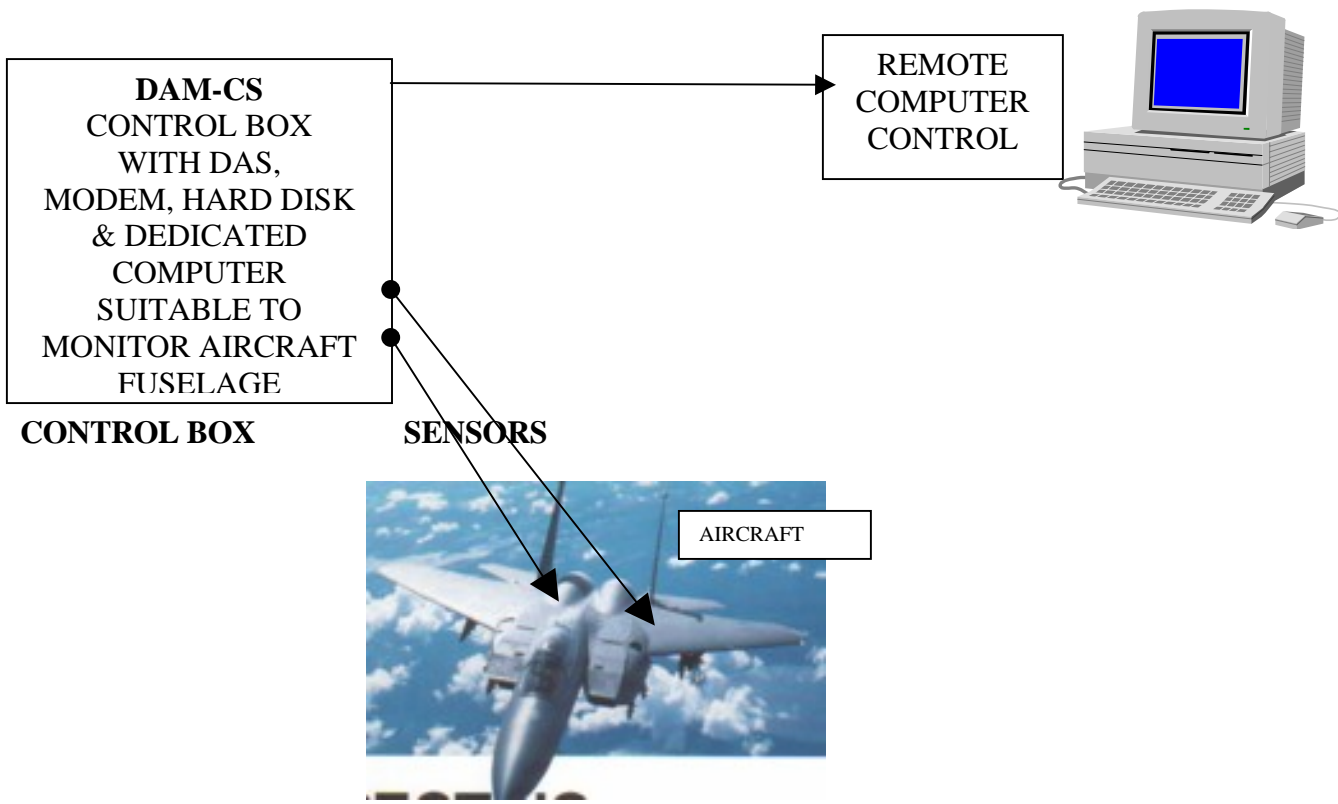 DAM-CS
CONTROL BOX
WITH DAS,
MODEM, HARD DISK
& DEDICATED
COMPUTER
SUITABLE TO
MONITOR AIRCRAFT
FUSELAGE
REMOTE
COMPUTER
CONTROL
CONTROL BOX
SENSORS
AIRCRAFT